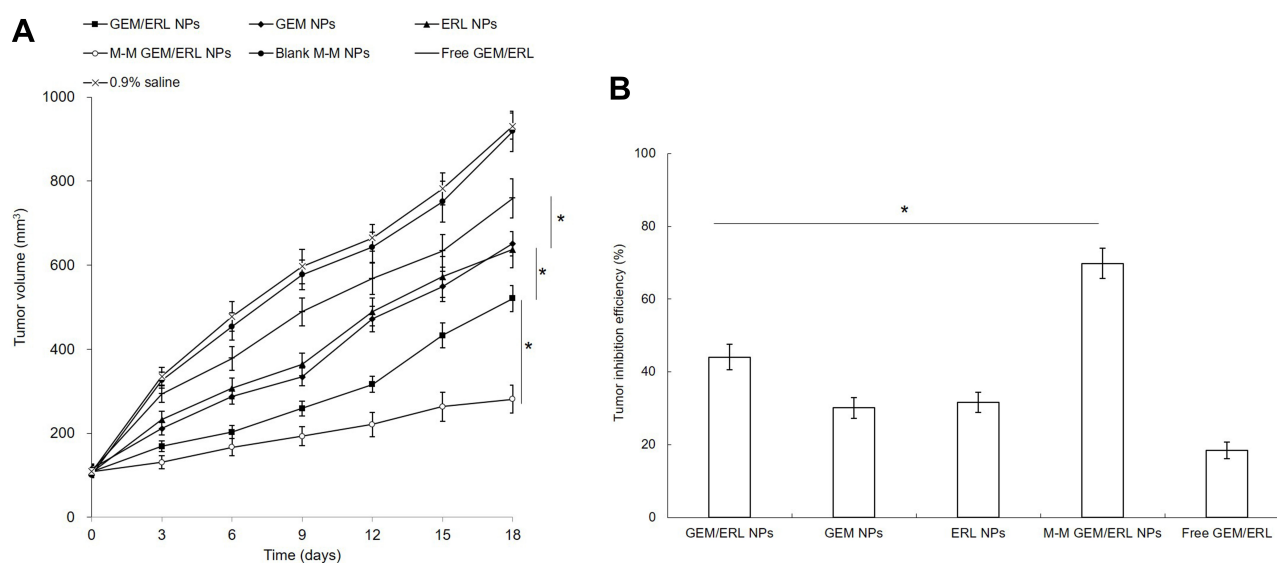 A
GEM/ERL NPs GEM NPs ERL NPs
M-M GEM/ERL NPs Blank M-M NPs Free GEM/ERL
0.9% saline
1000
800
600
400
200
0
Tumor volume (mm³)
0 3 6 9 12 15 18
Time (days)
*
*
*
B
100
80
60
40
20
0
Tumor inhibition efficiency (%)
*
GEM/ERL NPs GEM NPs ERL NPs M-M GEM/ERL NPs Free GEM/ERL